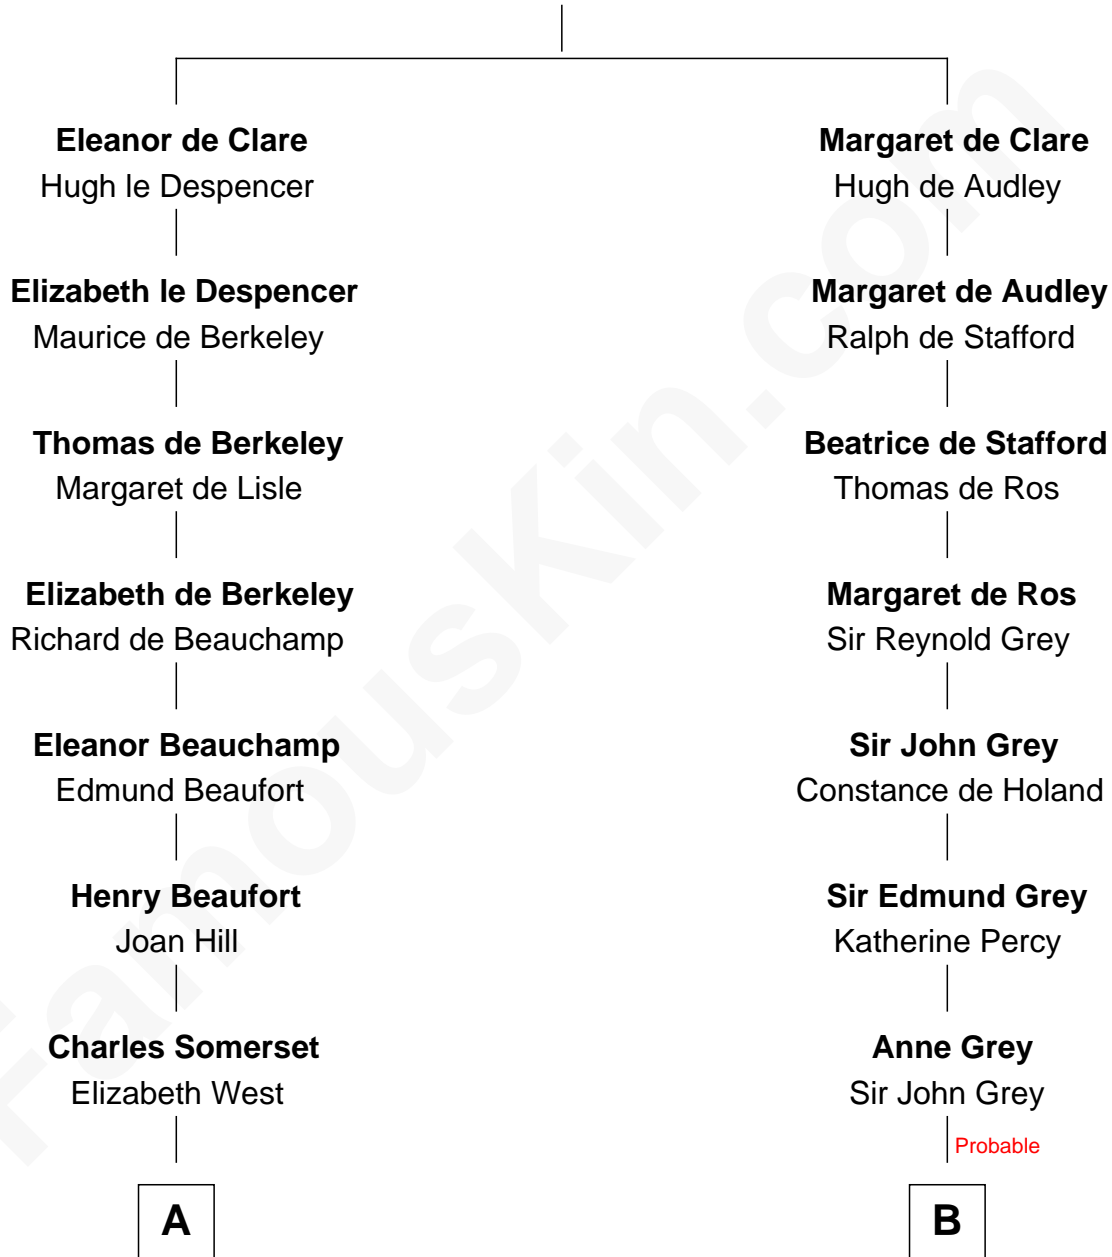 Eleanor de Clare
Hugh le Despencer
Margaret de Clare
Hugh de Audley
Elizabeth le Despencer
Maurice de Berkeley
Margaret de Audley
Ralph de Stafford
Thomas de Berkeley
Margaret de Lisle
Beatrice de Stafford
Thomas de Ros
Elizabeth de Berkeley
Richard de Beauchamp
Margaret de Ros
Sir Reynold Grey
Eleanor Beauchamp
Edmund Beaufort
Sir John Grey
Constance de Holand
Henry Beaufort
Joan Hill
Sir Edmund Grey
Katherine Percy
Charles Somerset
Elizabeth West
Anne Grey
Sir John Grey
Probable
A
B
FamousKin.com